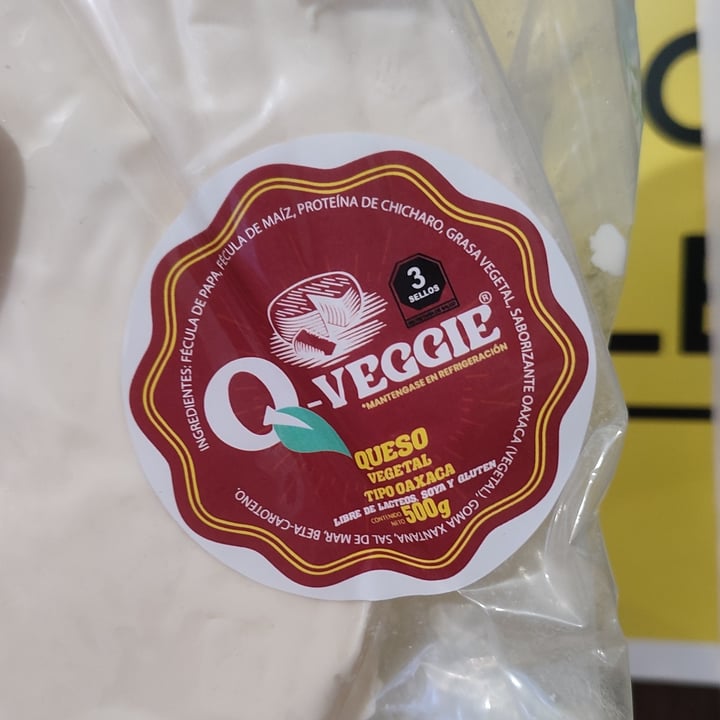 INGREDIENTES: FÉCULA DE PAPA, FÉCULA DE MAÍZ, PROTEÍNA DE CHICHARO, GRASA VEGETAL, SABORIZANTE OAXACA (VEGETAL), GOMA XANTANA, SAL DE MAR, BETA-CAROTENO.
3
SELLOS
Q-VEGGIE®
*MANTENGASE EN REFRIGERACIÓN
QUESO
VEGETAL
TIPO OAXACA
LIBRE DE LACTEOS, SOYA Y GLUTEN
CONTENIDO
NETO
500g